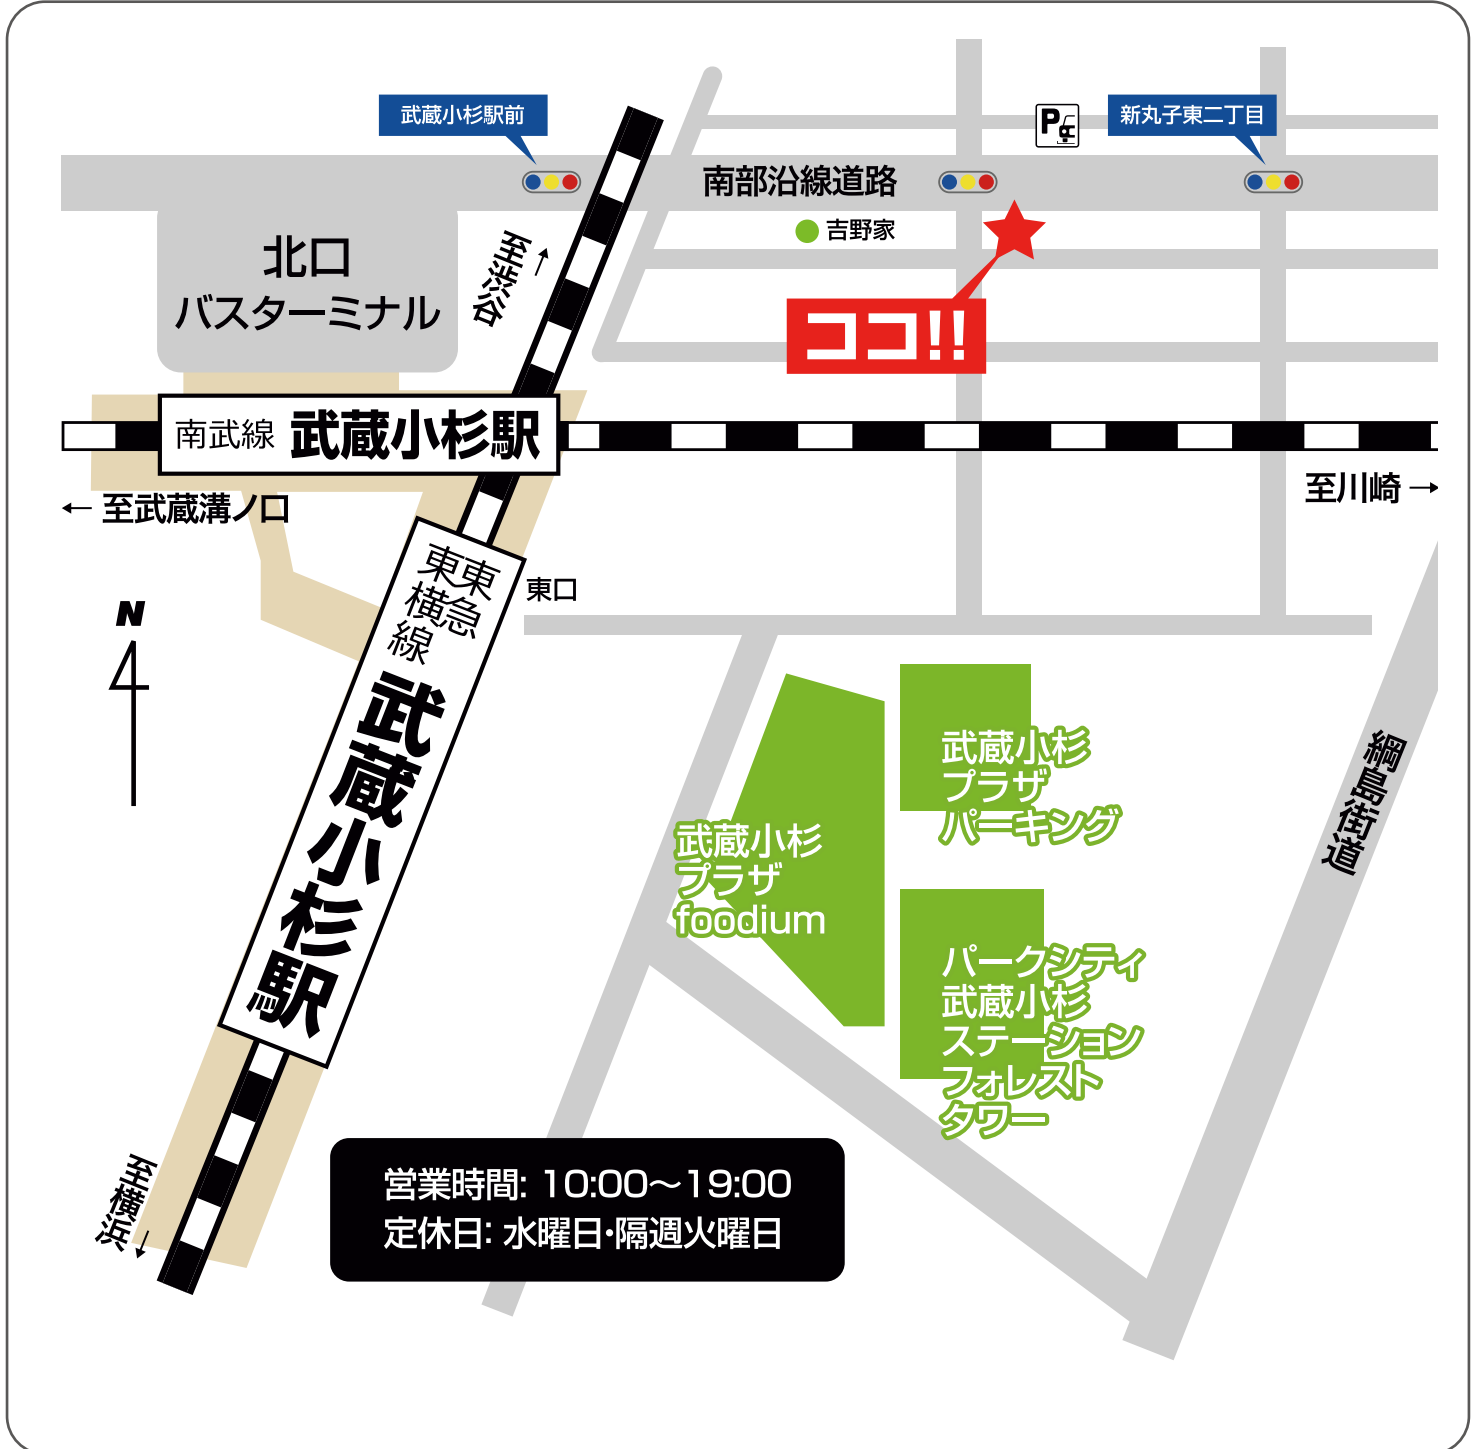 武蔵小杉駅前
P
新丸子東二丁目
南部沿線道路
吉野家
至渋谷
北口
バスターミナル
ココ!!
南武線 武蔵小杉駅
←至武蔵溝ノ口
至川崎→
東急
東横線
武蔵小杉駅
東口
N
武蔵小杉
プラザ
パーキング
武蔵小杉
プラザ
foodium
綱島街道
パークシティ
武蔵小杉
ステーション
フォレスト
タワー
至横浜
営業時間: 10:00〜19:00
定休日: 水曜日・隔週火曜日